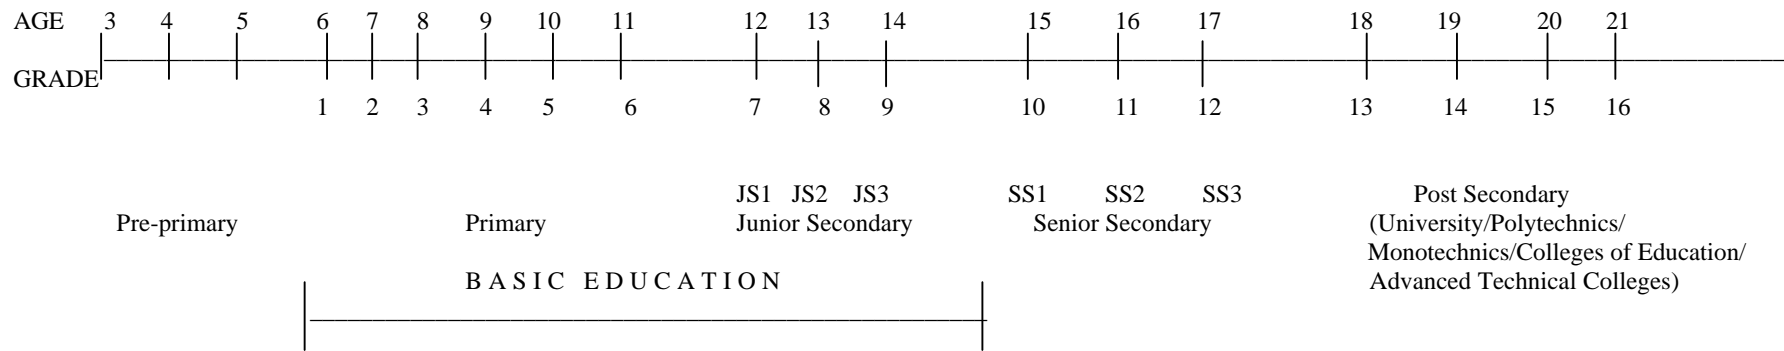 AGE 3 4 5 6 7 8 9 10 11 12 13 14 15 16 17 18 19 20 21
GRADE
1 2 3 4 5 6 7 8 9 10 11 12 13 14 15 16
JS1 JS2 JS3 SS1 SS2 SS3 Post Secondary
Pre-primary Primary Junior Secondary Senior Secondary (University/Polytechnics/
Monotechnics/Colleges of Education/
BASIC EDUCATION Advanced Technical Colleges)